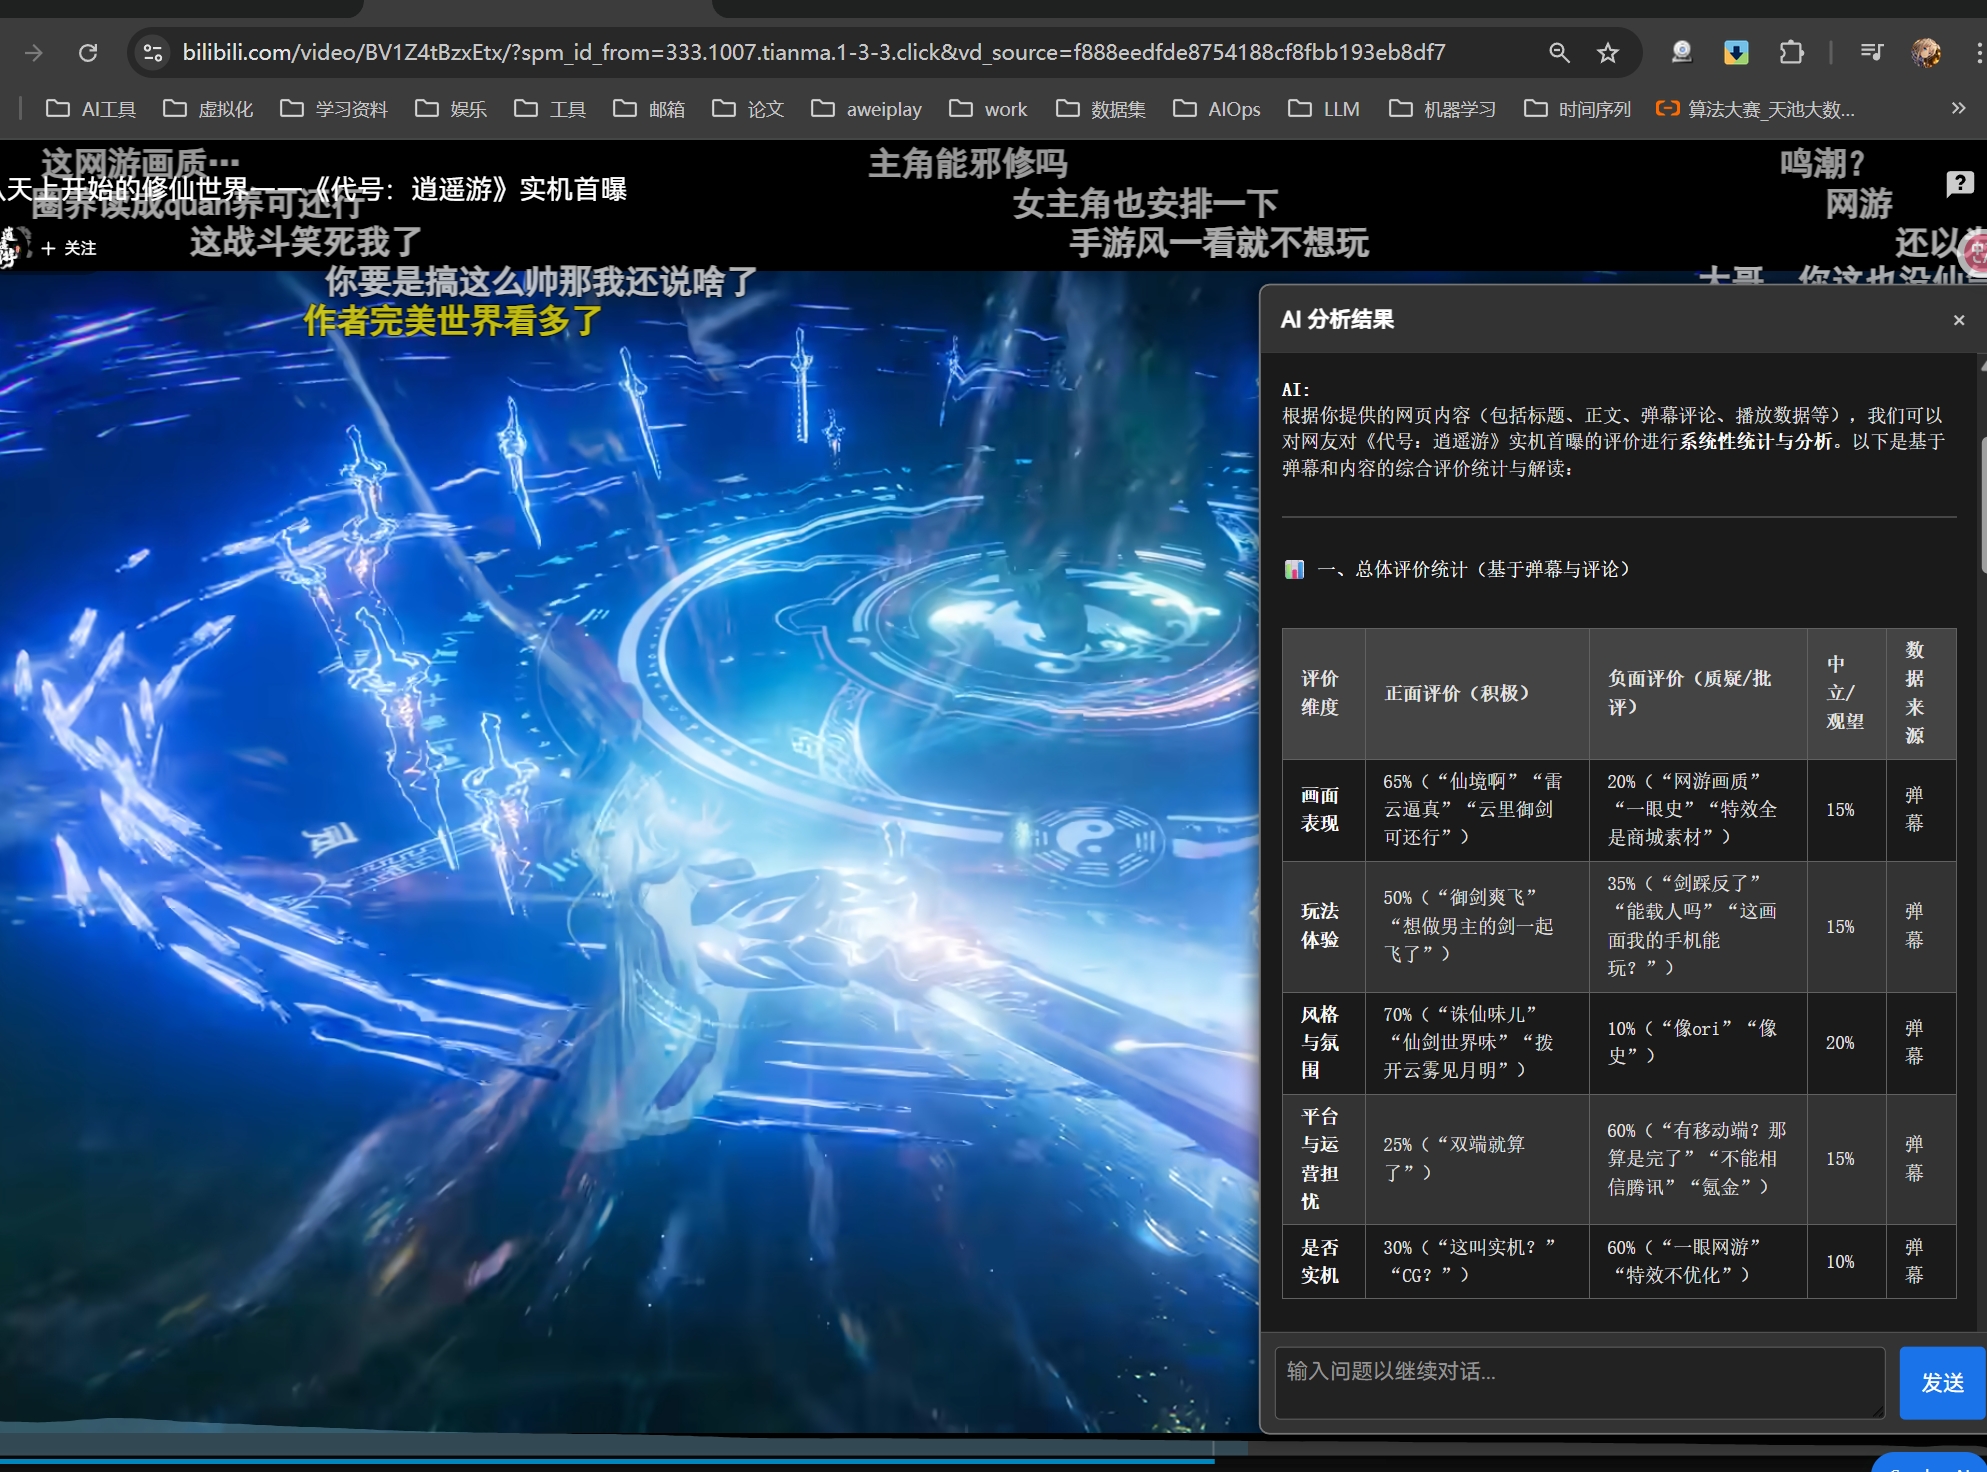 bilibili.com/video/BV1Z4tBzxEtx/?spm_id_from=333.1007.tianma.1-3-3.click&vd_source=f888eedfde8754188cf8fbb193eb8df7
AI工具
虚拟化
学习资料
娱乐
工具
邮箱
论文
aweiplay
work
数据集
AIOps
LLM
机器学习
时间序列
算法大赛_天池大数...
这网游画质…
主角能邪修吗
鸣潮?
天上开始的修仙世界——《代号：逍遥游》实机首曝
圈养读成quan养可还行
女主角也安排一下
网游
+ 关注
这战斗笑死我了
手游风一看就不想玩
还以
你要是搞这么帅那我还说啥了
大哥，你这也没仙
作者完美世界看多了
AI 分析结果
×
AI:
根据你提供的网页内容（包括标题、正文、弹幕评论、播放数据等），我们可以
对网友对《代号：逍遥游》实机首曝的评价进行系统性统计与分析。以下是基于
弹幕和内容的综合评价统计与解读：
一、总体评价统计（基于弹幕与评论）
评价
维度
正面评价（积极）
负面评价（质疑/批
评）
中
立/
观望
数
据
来
源
画面
表现
65%（“仙境啊”“雷
云逼真”“云里御剑
可还行”）
20%（“网游画质”
“一眼史”“特效全
是商城素材”）
15%
弹
幕
玩法
体验
50%（“御剑爽飞”
“想做男主的剑一起
飞了”）
35%（“剑踩反了”
“能载人吗”“这画
面我的手机能
玩？”）
15%
弹
幕
风格
与氛
围
70%（“诛仙味儿”
“仙剑世界味”“拨
开云雾见月明”）
10%（“像ori”“像
史”）
20%
弹
幕
平台
与运
营担
忧
25%（“双端就算
了”）
60%（“有移动端？那
算是完了”“不能相
信腾讯”“氪金”）
15%
弹
幕
是否
实机
30%（“这叫实机？”
“CG？”）
60%（“一眼网游”
“特效不优化”）
10%
弹
幕
输入问题以继续对话...
发送